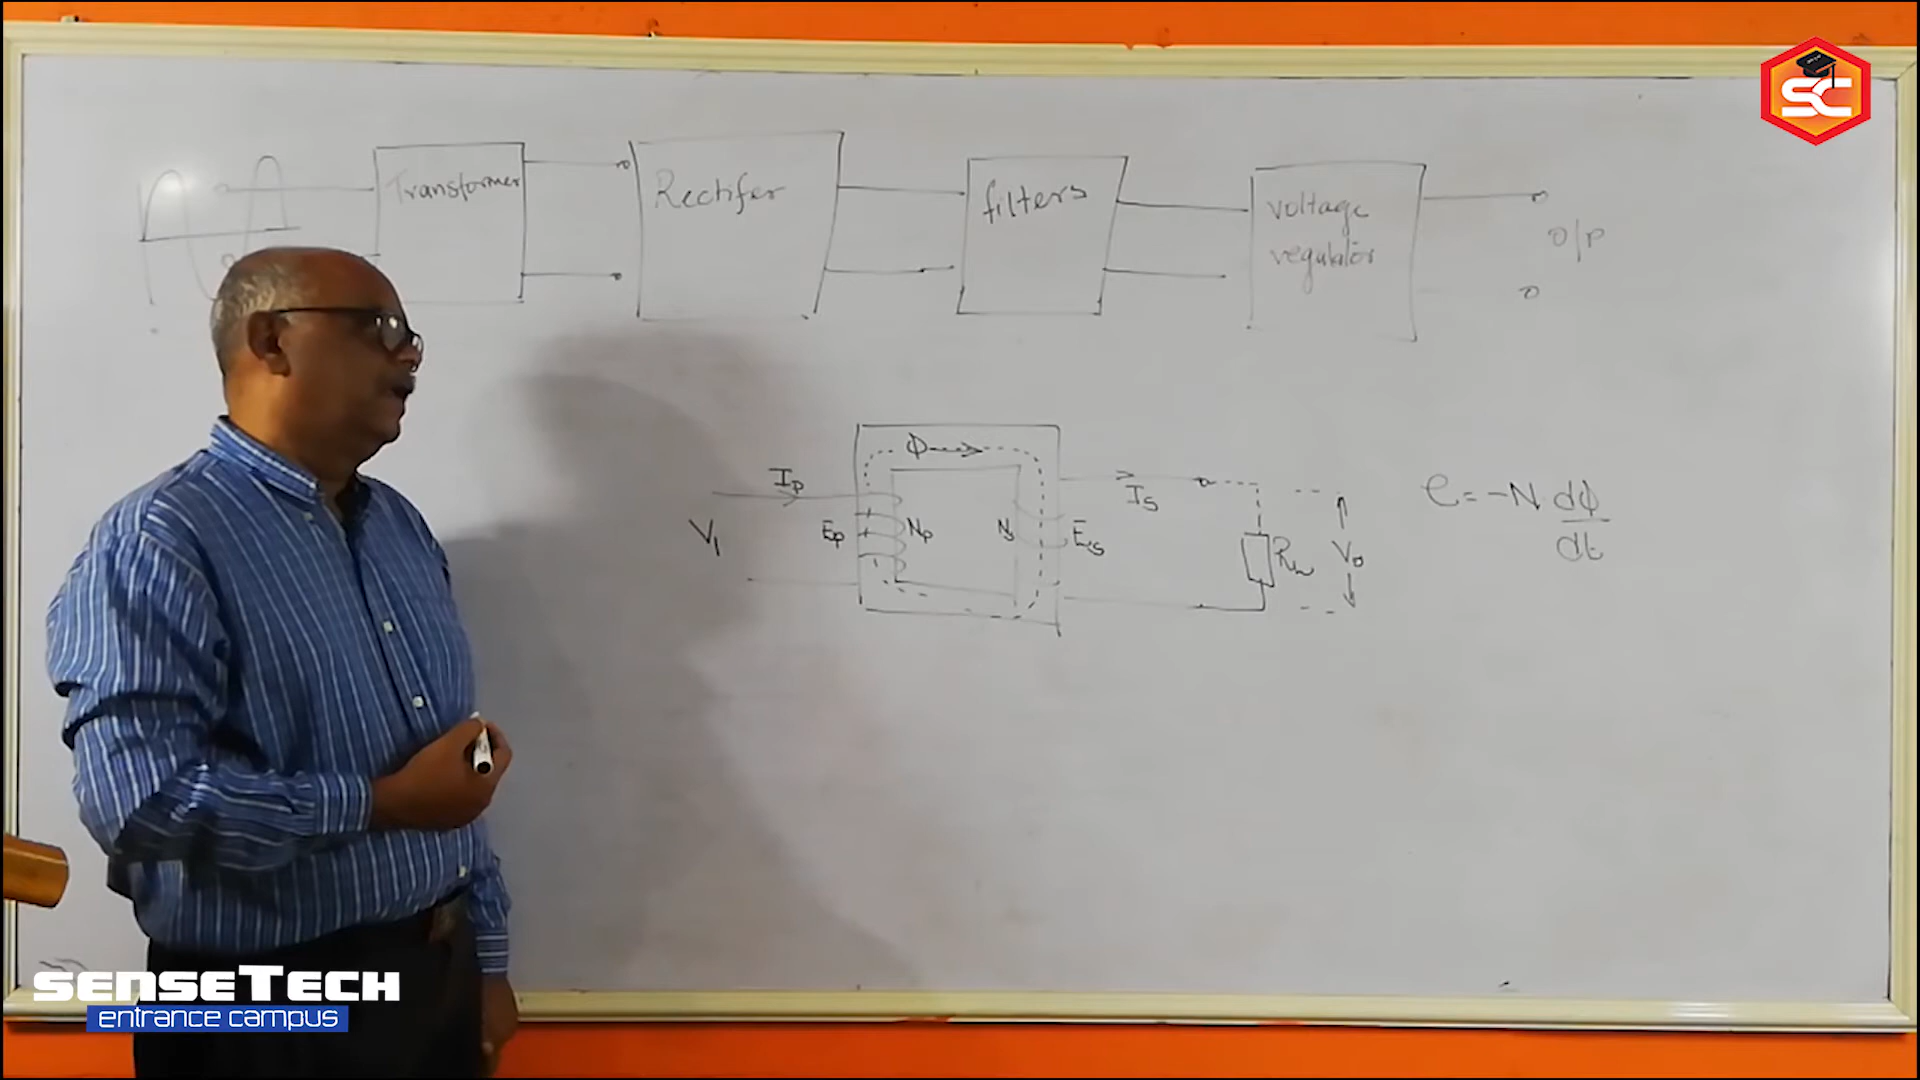 SC
Transformer
Rectifer
filters
voltage
regulator
O/P
Φ
Ip
Is
V1
Ep
Np
Ns
Es
RL
Vo
e = -N dΦ
dt
SENSETECH
entrance campus